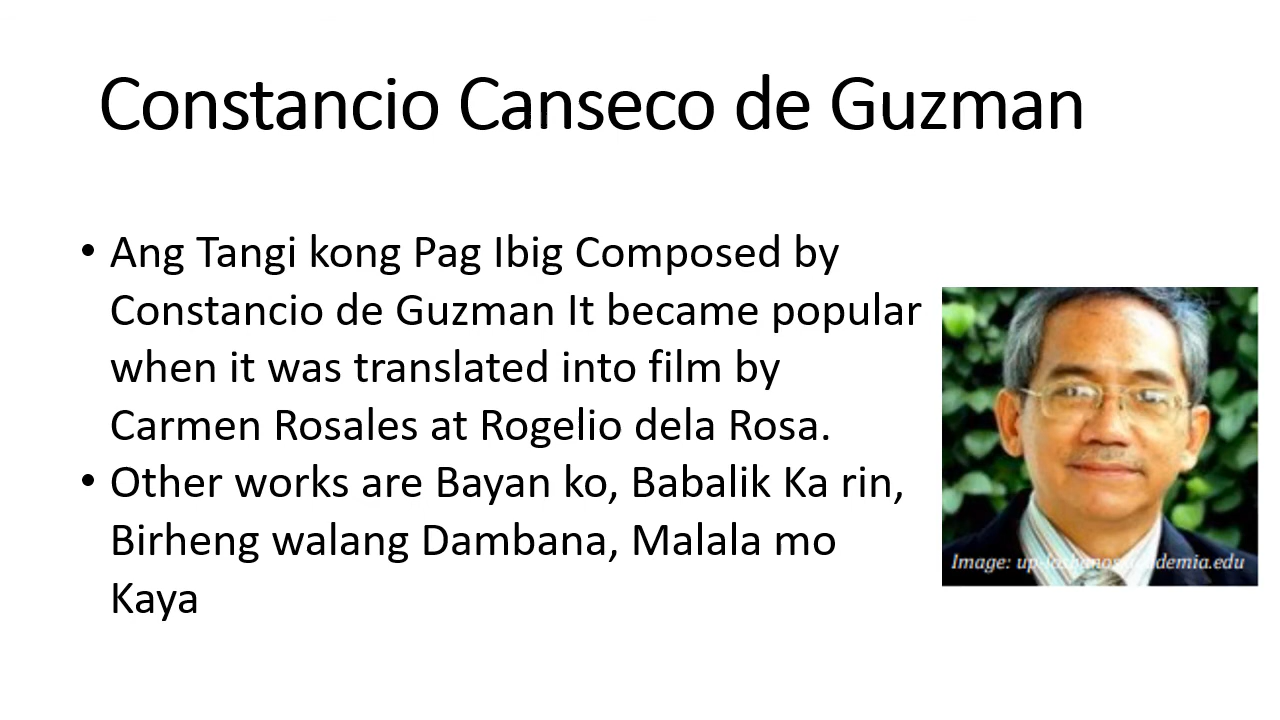 Constancio Canseco de Guzman
• Ang Tangi kong Pag Ibig Composed by
Constancio de Guzman It became popular
when it was translated into film by
Carmen Rosales at Rogelio dela Rosa.
• Other works are Bayan ko, Babalik Ka rin,
Birheng walang Dambana, Malala mo
Kaya
Image: